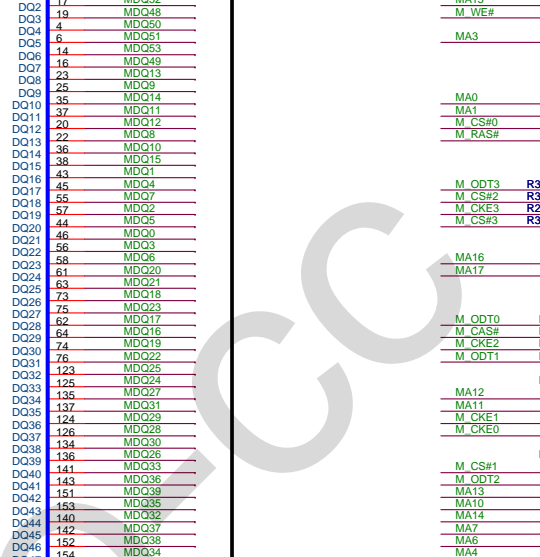 DQ2 17 MDQ52
DQ3 19 MDQ48
DQ4 4 MDQ50
DQ5 6 MDQ51
DQ6 14 MDQ53
DQ7 16 MDQ49
DQ8 23 MDQ13
DQ9 25 MDQ9
DQ10 35 MDQ14
DQ11 37 MDQ11
DQ12 20 MDQ12
DQ13 22 MDQ8
DQ14 36 MDQ10
DQ15 38 MDQ15
DQ16 43 MDQ1
DQ17 45 MDQ4
DQ18 55 MDQ7
DQ19 57 MDQ2
DQ20 44 MDQ5
DQ21 46 MDQ0
DQ22 56 MDQ3
DQ23 58 MDQ6
DQ24 61 MDQ20
DQ25 63 MDQ21
DQ26 73 MDQ18
DQ27 75 MDQ23
DQ28 62 MDQ17
DQ29 64 MDQ16
DQ30 74 MDQ19
DQ31 76 MDQ22
DQ32 123 MDQ25
DQ33 125 MDQ24
DQ34 135 MDQ27
DQ35 137 MDQ31
DQ36 124 MDQ29
DQ37 126 MDQ28
DQ38 134 MDQ30
DQ39 136 MDQ26
DQ40 141 MDQ33
DQ41 143 MDQ36
DQ42 151 MDQ39
DQ43 153 MDQ35
DQ44 140 MDQ32
DQ45 142 MDQ37
DQ46 152 MDQ38
154 MDQ34
M_WE#
MA3
MA0
MA1
M_CS#0
M_RAS#
M_ODT3 R3
M_CS#2 R3
M_CKE3 R2
M_CS#3 R3
MA16
MA17
M_ODT0
M_CAS#
M_CKE2
M_ODT1
MA12
MA11
M_CKE1
M_CKE0
M_CS#1
M_ODT2
MA13
MA10
MA14
MA7
MA6
MA4